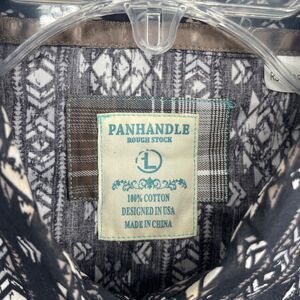 PANHANDLE
ROUGH STOCK
L
100% COTTON
DESIGNED IN USA
MADE IN CHINA